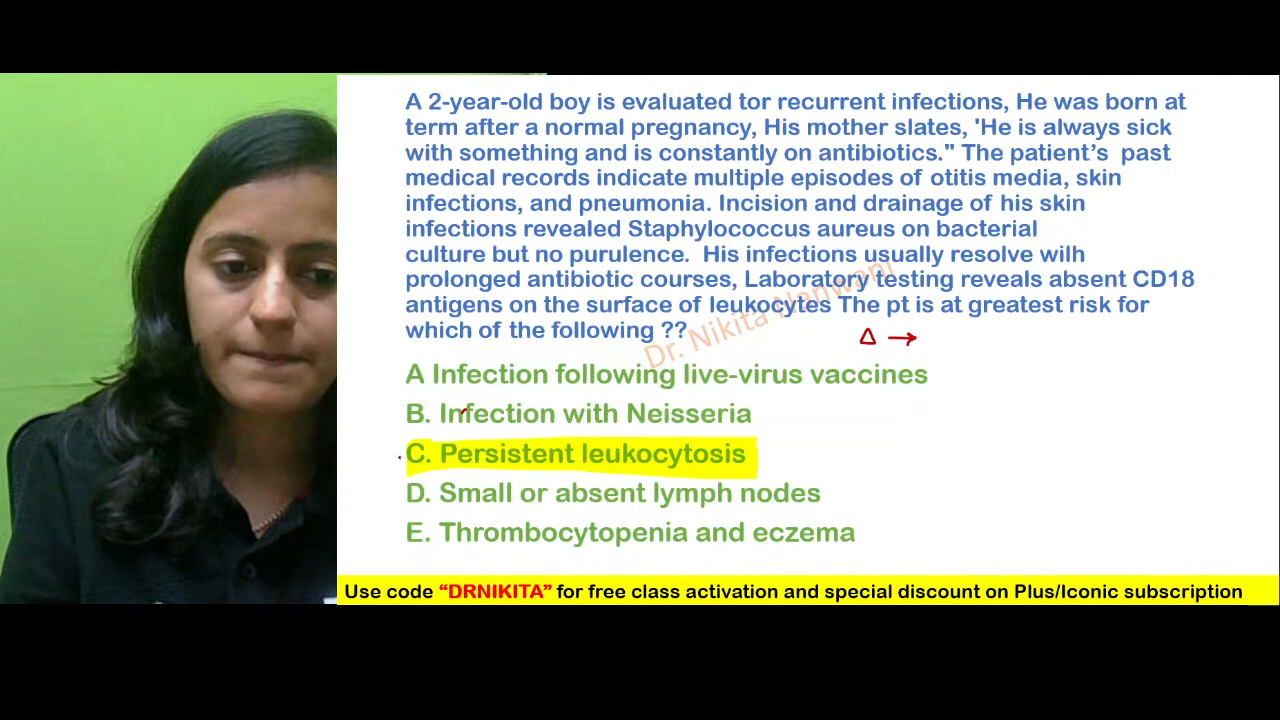 A 2-year-old boy is evaluated tor recurrent infections, He was born at
term after a normal pregnancy, His mother slates, 'He is always sick
with something and is constantly on antibiotics." The patient’s past
medical records indicate multiple episodes of otitis media, skin
infections, and pneumonia. Incision and drainage of his skin
infections revealed Staphylococcus aureus on bacterial
culture but no purulence. His infections usually resolve wilh
prolonged antibiotic courses, Laboratory testing reveals absent CD18
antigens on the surface of leukocytes The pt is at greatest risk for
which of the following ??
Dr. Nikita Nanwani
Δ →
A Infection following live-virus vaccines
B. Infection with Neisseria
C. Persistent leukocytosis
D. Small or absent lymph nodes
E. Thrombocytopenia and eczema
Use code “DRNIKITA” for free class activation and special discount on Plus/Iconic subscription